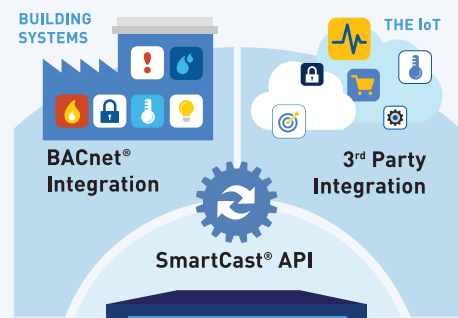 BUILDING
SYSTEMS
THE IoT
BACnet®
Integration
3rd Party
Integration
SmartCast® API